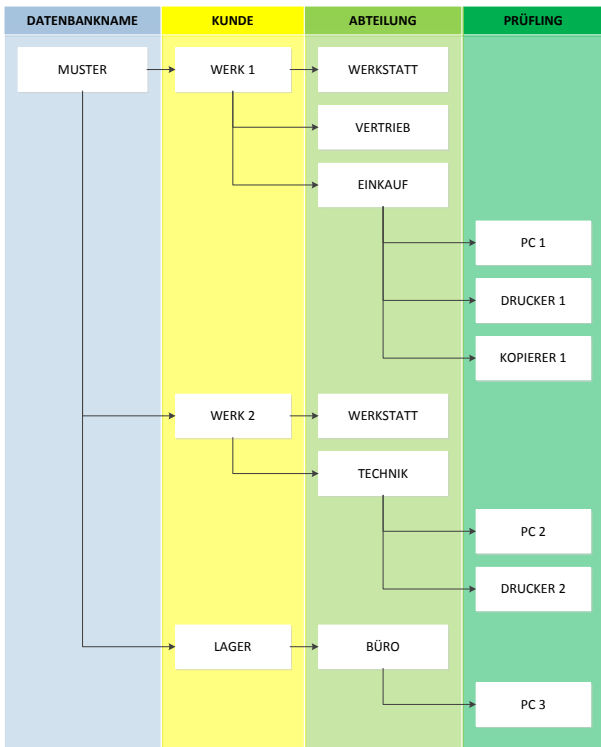 DATENBANKNAME KUNDE ABTEILUNG PRÜFLING
MUSTER WERK 1 WERKSTATT
VERTRIEB
EINKAUF
PC 1
DRUCKER 1
KOPIERER 1
WERK 2 WERKSTATT
TECHNIK
PC 2
DRUCKER 2
LAGER BÜRO
PC 3